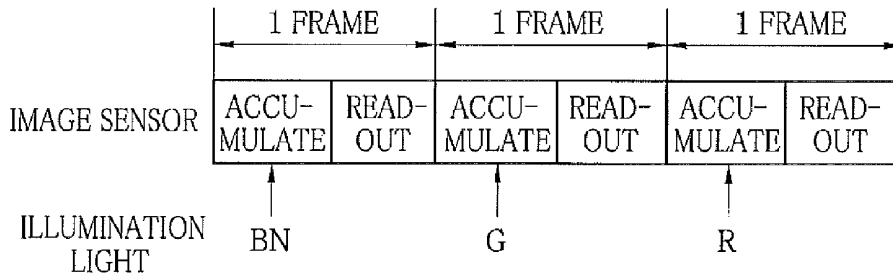 1 FRAME 1 FRAME 1 FRAME
IMAGE SENSOR
ACCU-
MULATE
READ-
OUT
ACCU-
MULATE
READ-
OUT
ACCU-
MULATE
READ-
OUT
ILLUMINATION
LIGHT
BN G R